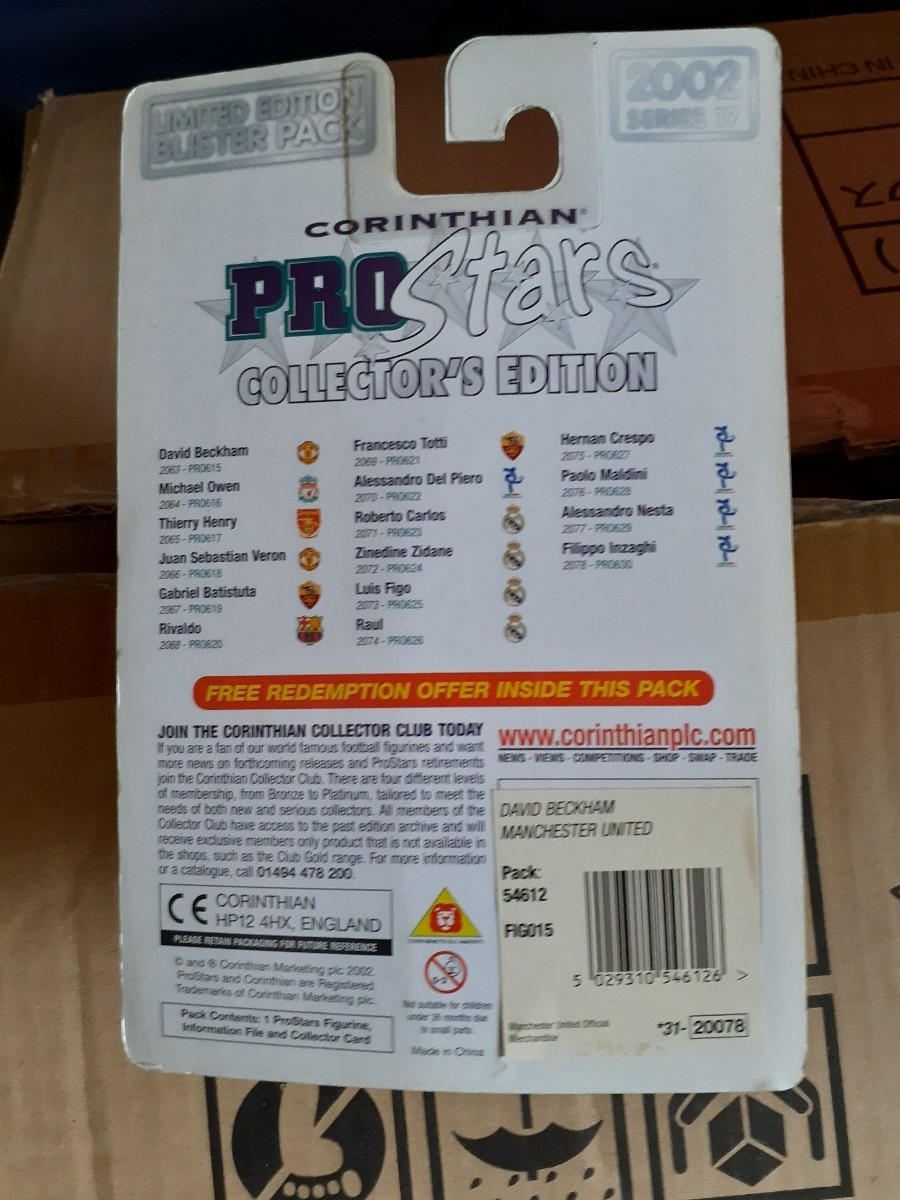 LIMITED EDITION
BLISTER PACK
2002
SERIES 17
CORINTHIAN®
PROStars
COLLECTOR'S EDITION
David Beckham
2063 - PRO615
Michael Owen
2064 - PRO616
Thierry Henry
2065 - PRO617
Juan Sebastian Veron
2066 - PRO618
Gabriel Batistuta
2067 - PRO619
Rivaldo
2068 - PRO620
Francesco Totti
2069 - PRO621
Alessandro Del Piero
2070 - PRO622
Roberto Carlos
2071 - PRO623
Zinedine Zidane
2072 - PRO624
Luis Figo
2073 - PRO625
Raul
2074 - PRO626
Hernan Crespo
2075 - PRO627
Paolo Maldini
2076 - PRO628
Alessandro Nesta
2077 - PRO629
Filippo Inzaghi
2078 - PRO630
FREE REDEMPTION OFFER INSIDE THIS PACK
JOIN THE CORINTHIAN COLLECTOR CLUB TODAY
If you are a fan of our world famous football figurines and want
more news on forthcoming releases and ProStars retirements
join the Corinthian Collector Club. There are four different levels
of membership, from Bronze to Platinum, tailored to meet the
needs of both new and serious collectors. All members of the
Collector Club have access to the past edition archive and will
receive exclusive members only product that is not available in
the shops, such as the Club Gold range. For more information
or a catalogue, call 01494 478 200.
www.corinthianplc.com
NEWS - VIEWS - COMPETITIONS - SHOP - SWAP - TRADE
DAVID BECKHAM
MANCHESTER UNITED
Pack:
54612
FIG015
5 029310 546126 >
Manchester United Official
Merchandise
*31- 20078
CE CORINTHIAN
HP12 4HX, ENGLAND
PLEASE RETAIN PACKAGING FOR FUTURE REFERENCE
© and ® Corinthian Marketing plc 2002.
ProStars and Corinthian are Registered
Trademarks of Corinthian Marketing plc.
Pack Contents: 1 ProStars Figurine,
Information File and Collector Card
0-3
Not suitable for children
under 36 months due
to small parts
Made in China
IN CHIN